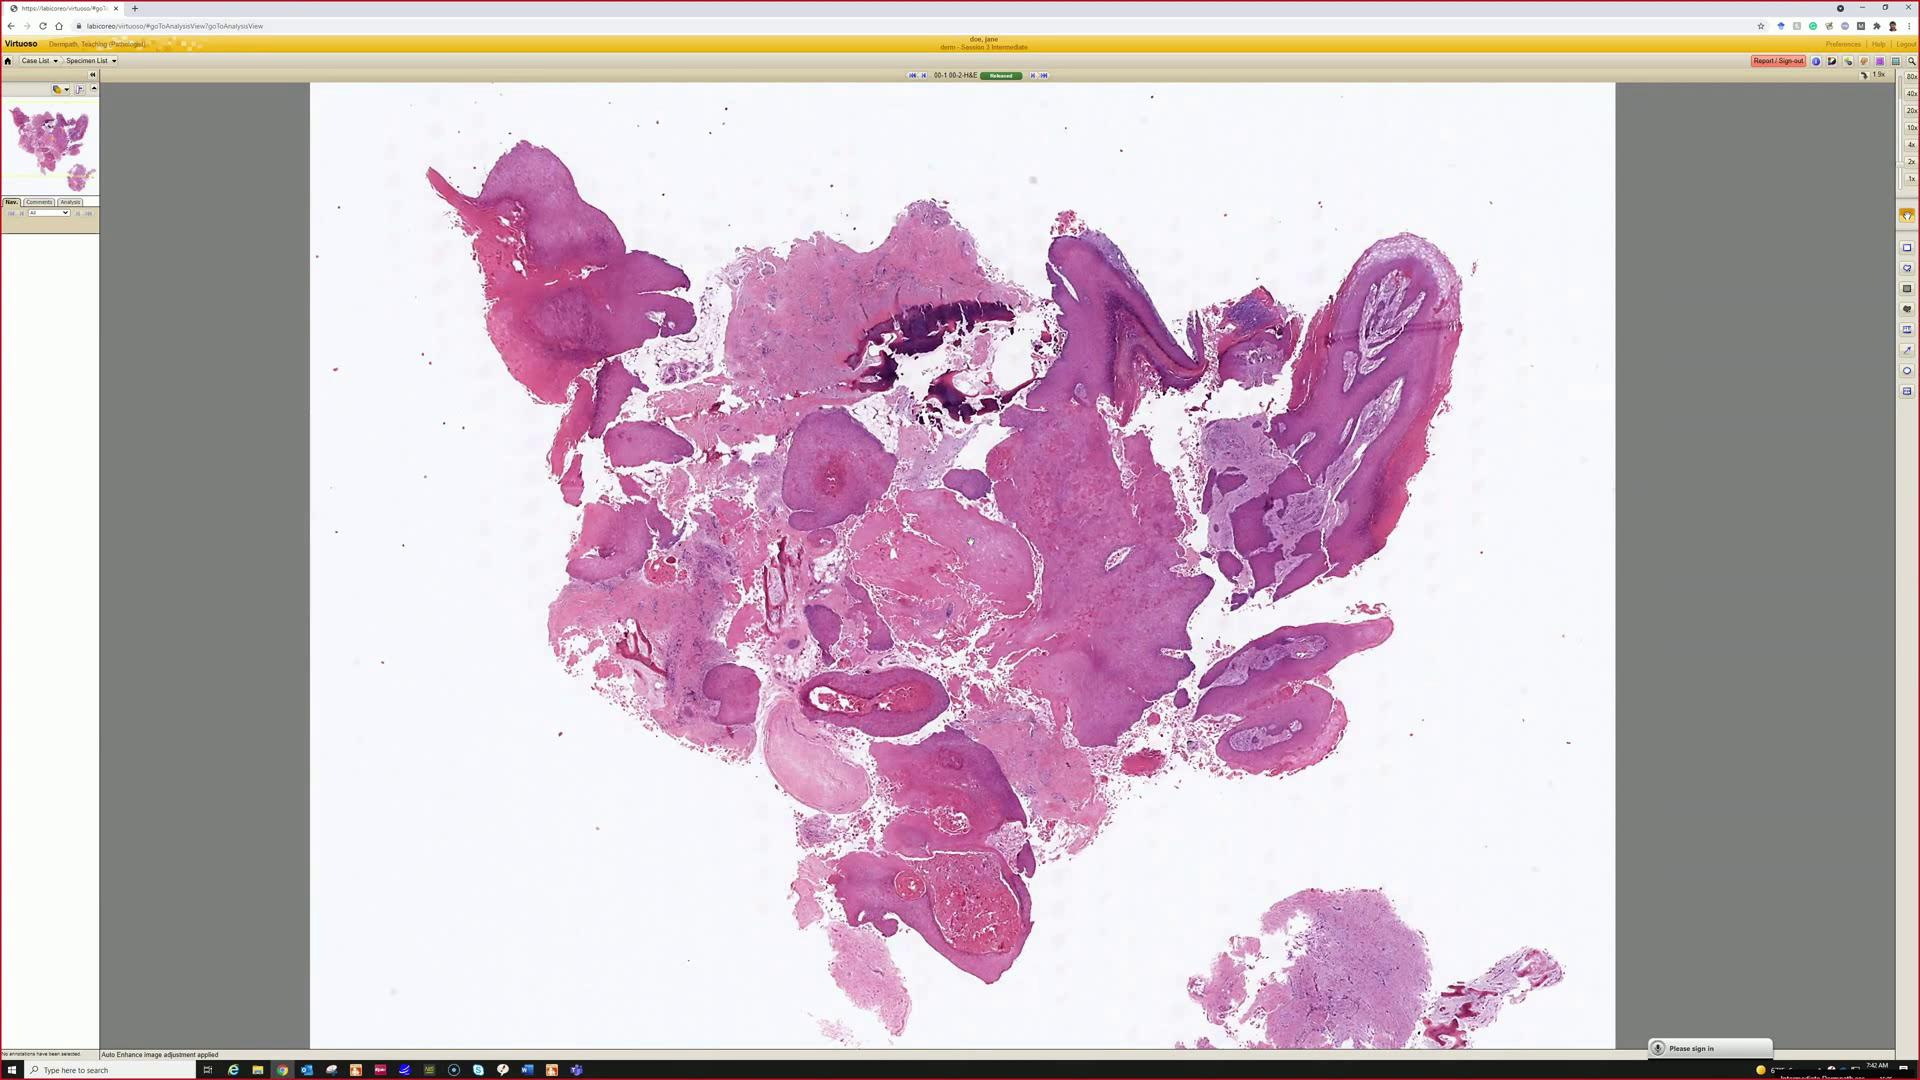 https://labicoreo/virtuoso/#goTo
labicoreo/virtuoso/#goToAnalysisView?goToAnalysisView
Virtuoso
Dermpath, Teaching (Pathologist)
doe, jane
derm - Session 3 Intermediate
Preferences
Help
Logout
Case List
Specimen List
Report / Sign-out
00-1 00-2-H&E
Released
1.9x
80x
40x
20x
10x
4x
2x
.1x
Nav.
Comments
Analysis
All
No annotations have been selected.
Auto Enhance image adjustment applied
Please sign in
Type here to search
7:42 AM